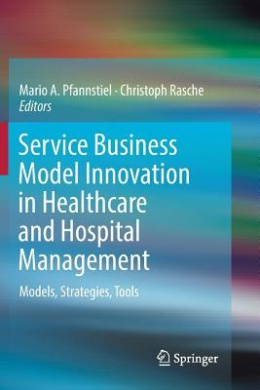 Mario A. Pfannstiel · Christoph Rasche
Editors
Service Business
Model Innovation
in Healthcare
and Hospital
Management
Models, Strategies, Tools
Springer